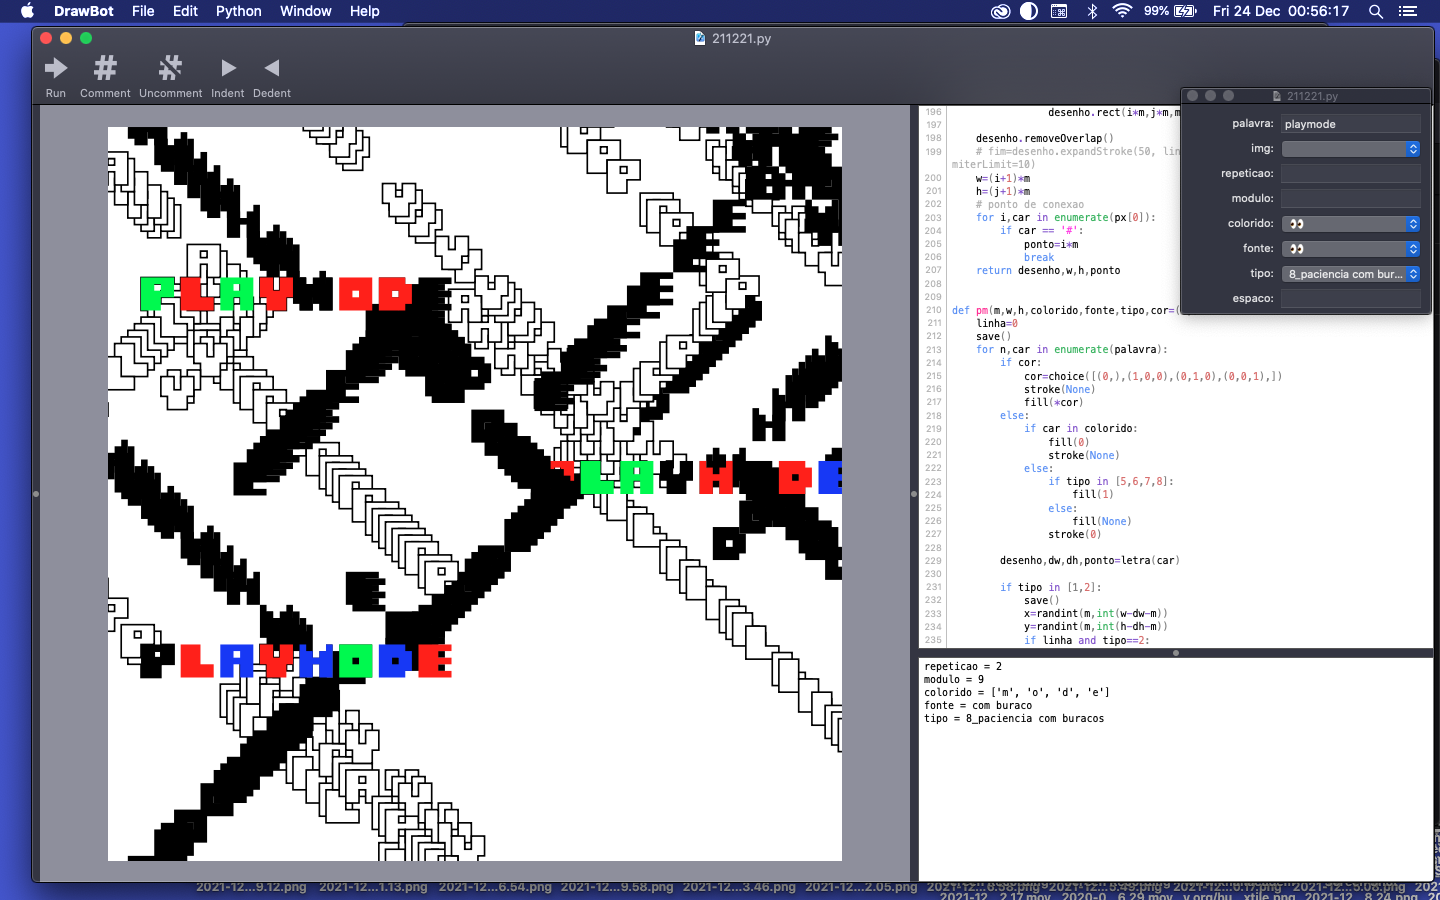 DrawBot File Edit Python Window Help
99% Fri 24 Dec 00:56:17
211221.py
Run Comment Uncomment Indent Dedent
PLAYMODE
PLAYMODE
PLAYMODE
H
E
196 desenho.rect(i*m,j*m,m
197
198 desenho.removeOverlap()
199 # fim=desenho.expandStroke(50, lin
miterLimit=10)
200 w=(i+1)*m
201 h=(j+1)*m
202 # ponto de conexao
203 for i,car in enumerate(px[0]):
204 if car == '#':
205 ponto=i*m
206 break
207 return desenho,w,h,ponto
208
209
210 def pm(m,w,h,colorido,fonte,tipo,cor=(
211 linha=0
212 save()
213 for n,car in enumerate(palavra):
214 if cor:
215 cor=choice([(0,),(1,0,0),(0,1,0),(0,0,1),])
216 stroke(None)
217 fill(*cor)
218 else:
219 if car in colorido:
220 fill(0)
221 stroke(None)
222 else:
223 if tipo in [5,6,7,8]:
224 fill(1)
225 else:
226 fill(None)
227 stroke(0)
228
229 desenho,dw,dh,ponto=letra(car)
230
231 if tipo in [1,2]:
232 save()
233 x=randint(m,int(w-dw-m))
234 y=randint(m,int(h-dh-m))
235 if linha and tipo==2:
211221.py
palavra: playmode
img:
repeticao:
modulo:
colorido: 👀
fonte: 👀
tipo: 8_paciencia com bur...
espaco:
repeticao = 2
modulo = 9
colorido = ['m', 'o', 'd', 'e']
fonte = com buraco
tipo = 8_paciencia com buracos
2021-12...9.12.png 2021-12...1.13.png 2021-12...6.54.png 2021-12...9.58.png 2021-12...3.46.png 2021-12...2.05.png